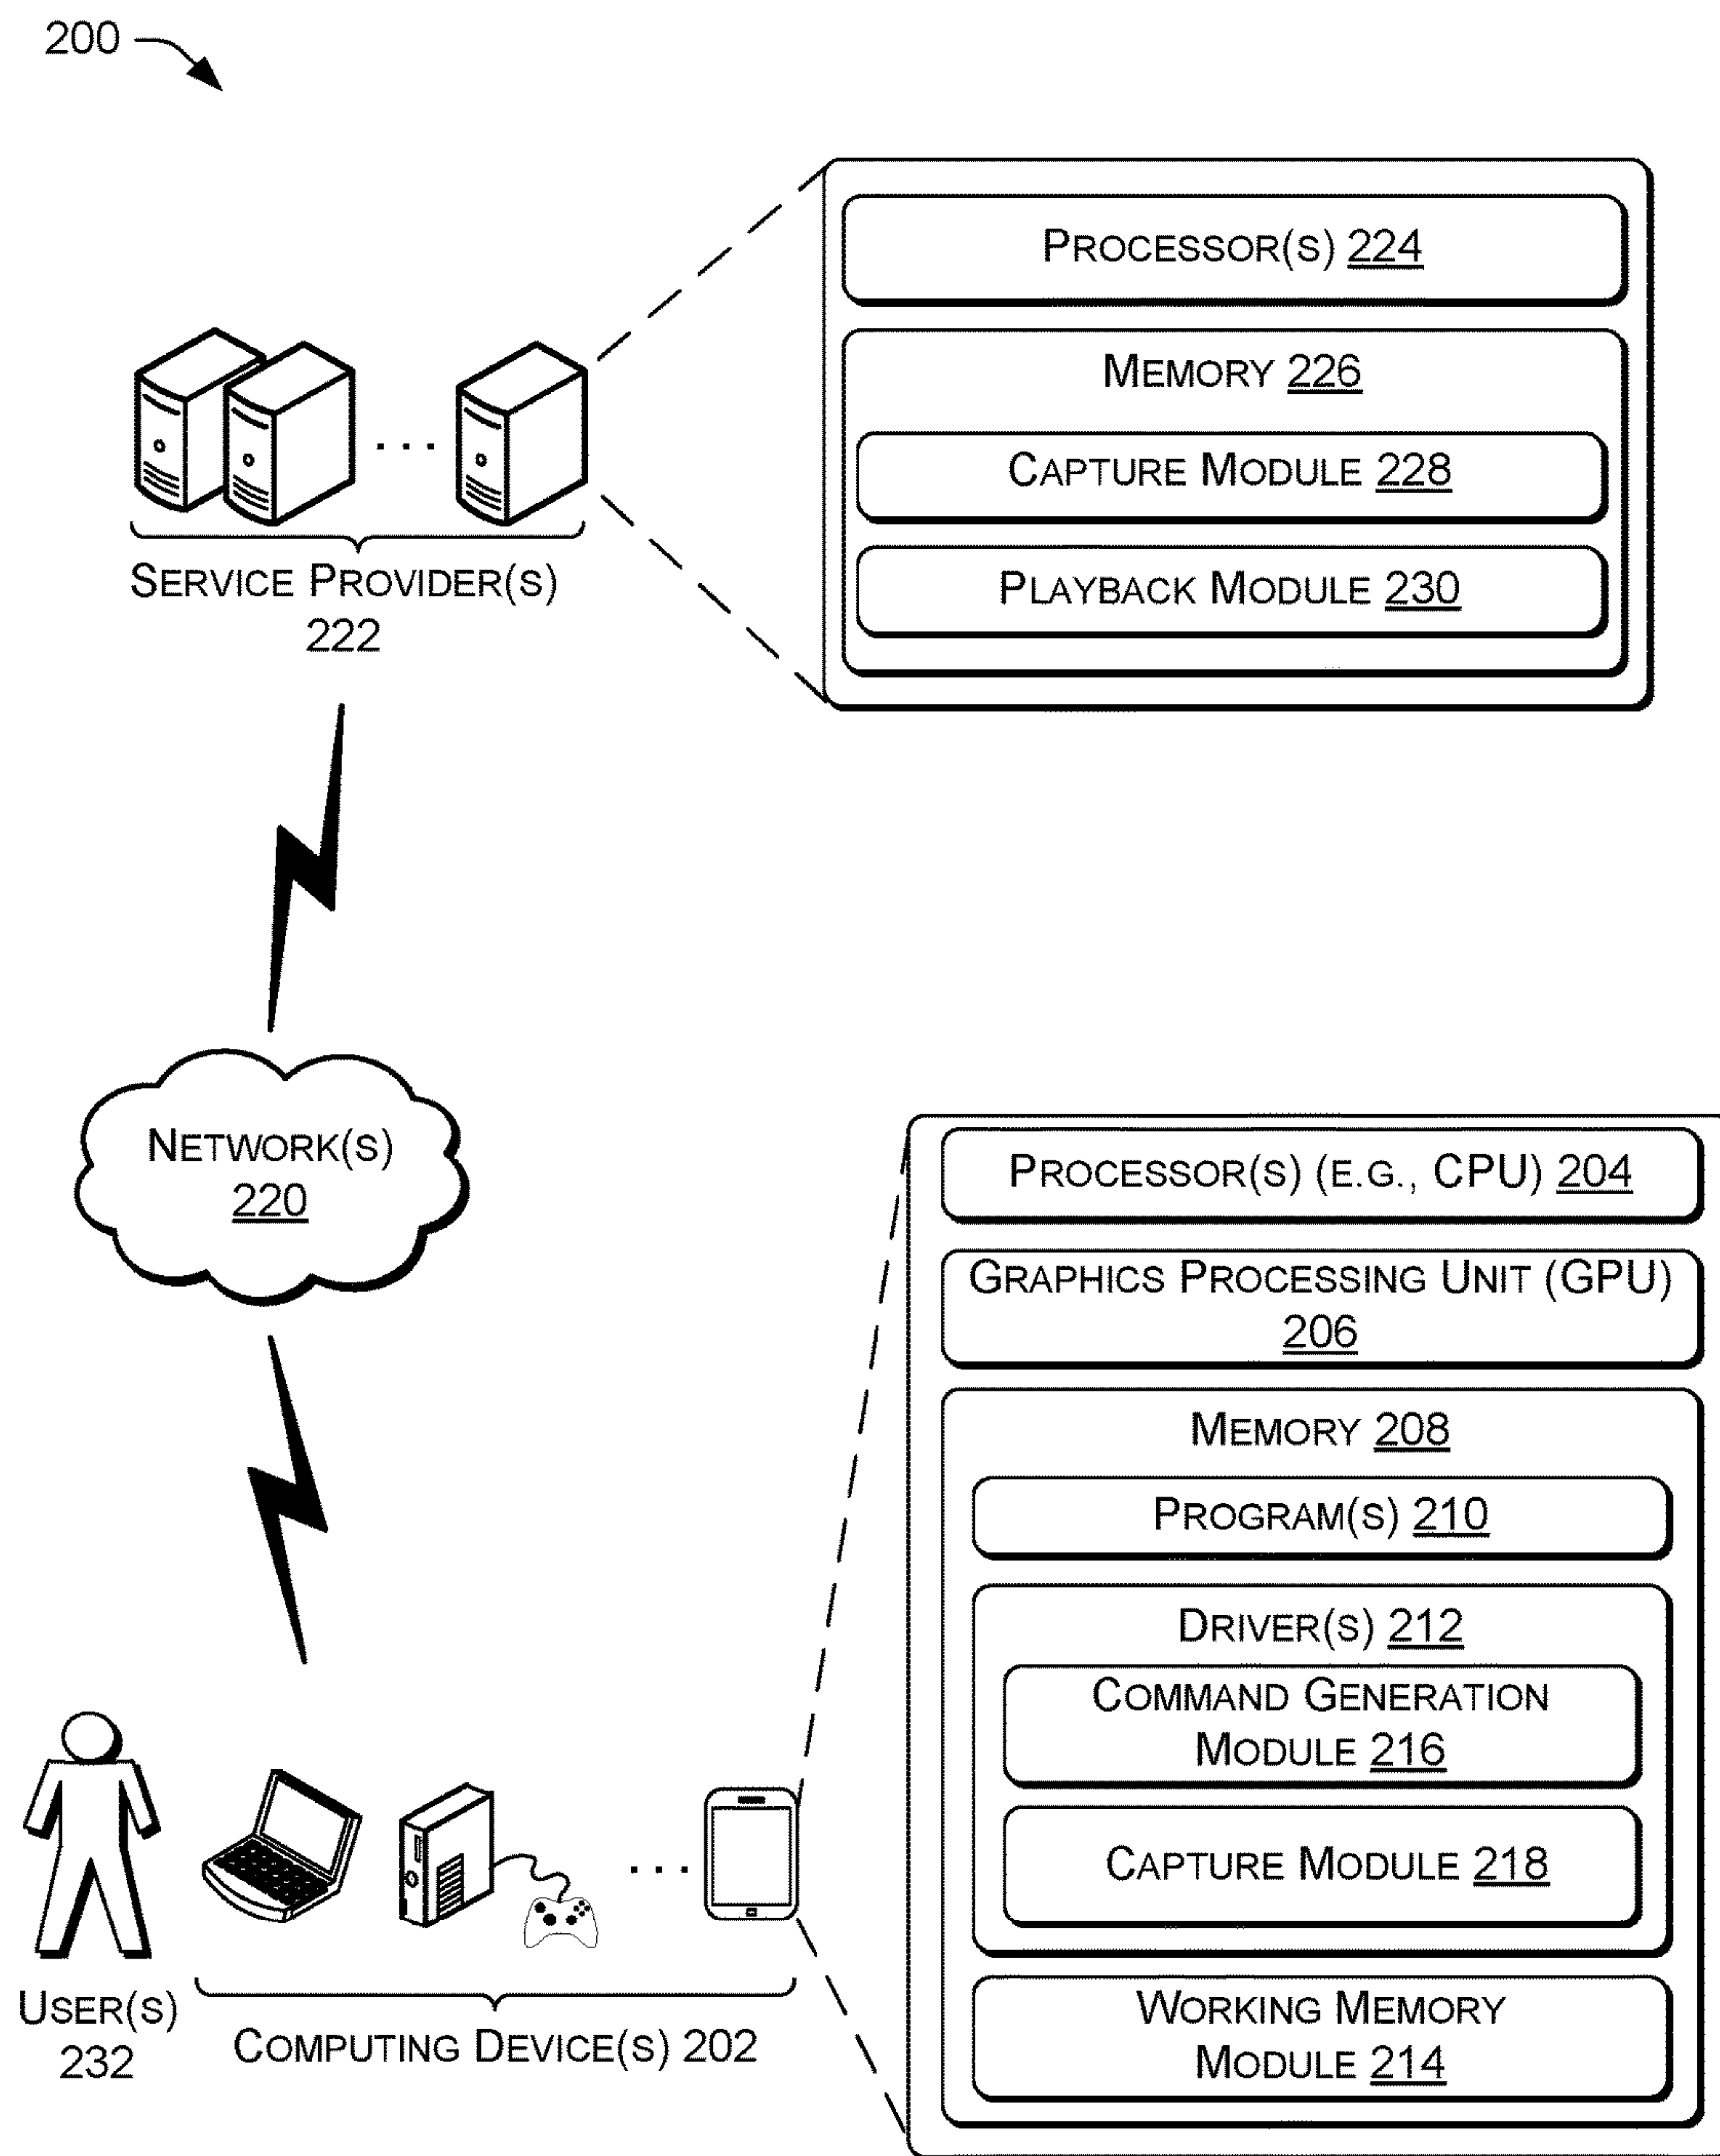 200
PROCESSOR(S) 224
MEMORY 226
CAPTURE MODULE 228
PLAYBACK MODULE 230
SERVICE PROVIDER(S)
222
NETWORK(S)
220
PROCESSOR(S) (E.G., CPU) 204
GRAPHICS PROCESSING UNIT (GPU)
206
MEMORY 208
PROGRAM(S) 210
DRIVER(S) 212
COMMAND GENERATION
MODULE 216
CAPTURE MODULE 218
WORKING MEMORY
MODULE 214
USER(S)
232
COMPUTING DEVICE(S) 202